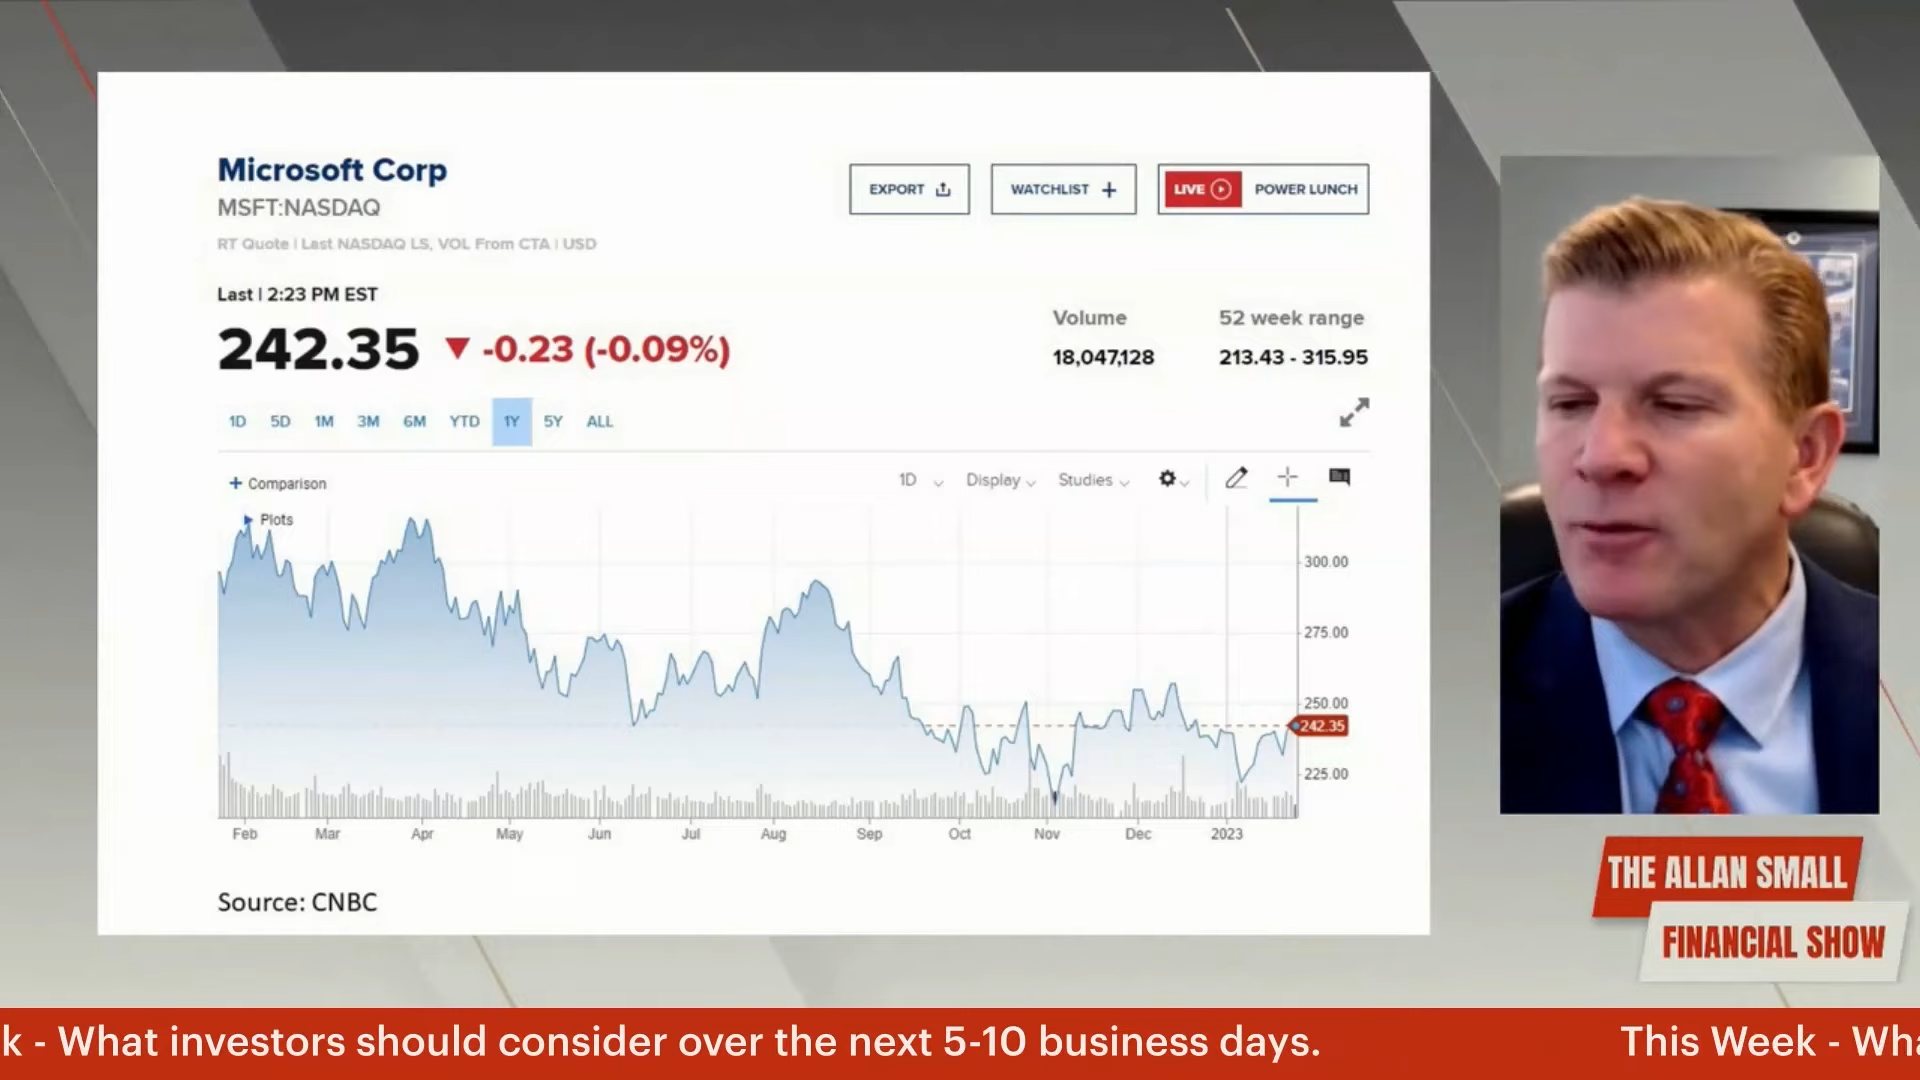 Microsoft Corp
MSFT:NASDAQ
RT Quote | Last NASDAQ LS, VOL From CTA | USD
EXPORT
WATCHLIST +
LIVE
POWER LUNCH
Last | 2:23 PM EST
242.35 ▼ -0.23 (-0.09%)
Volume
18,047,128
52 week range
213.43 - 315.95
1D 5D 1M 3M 6M YTD 1Y 5Y ALL
+ Comparison
1D Display Studies
Plots
300.00
275.00
250.00
242.35
225.00
Feb Mar Apr May Jun Jul Aug Sep Oct Nov Dec 2023
Source: CNBC
THE ALLAN SMALL
FINANCIAL SHOW
k - What investors should consider over the next 5-10 business days. This Week - Wha